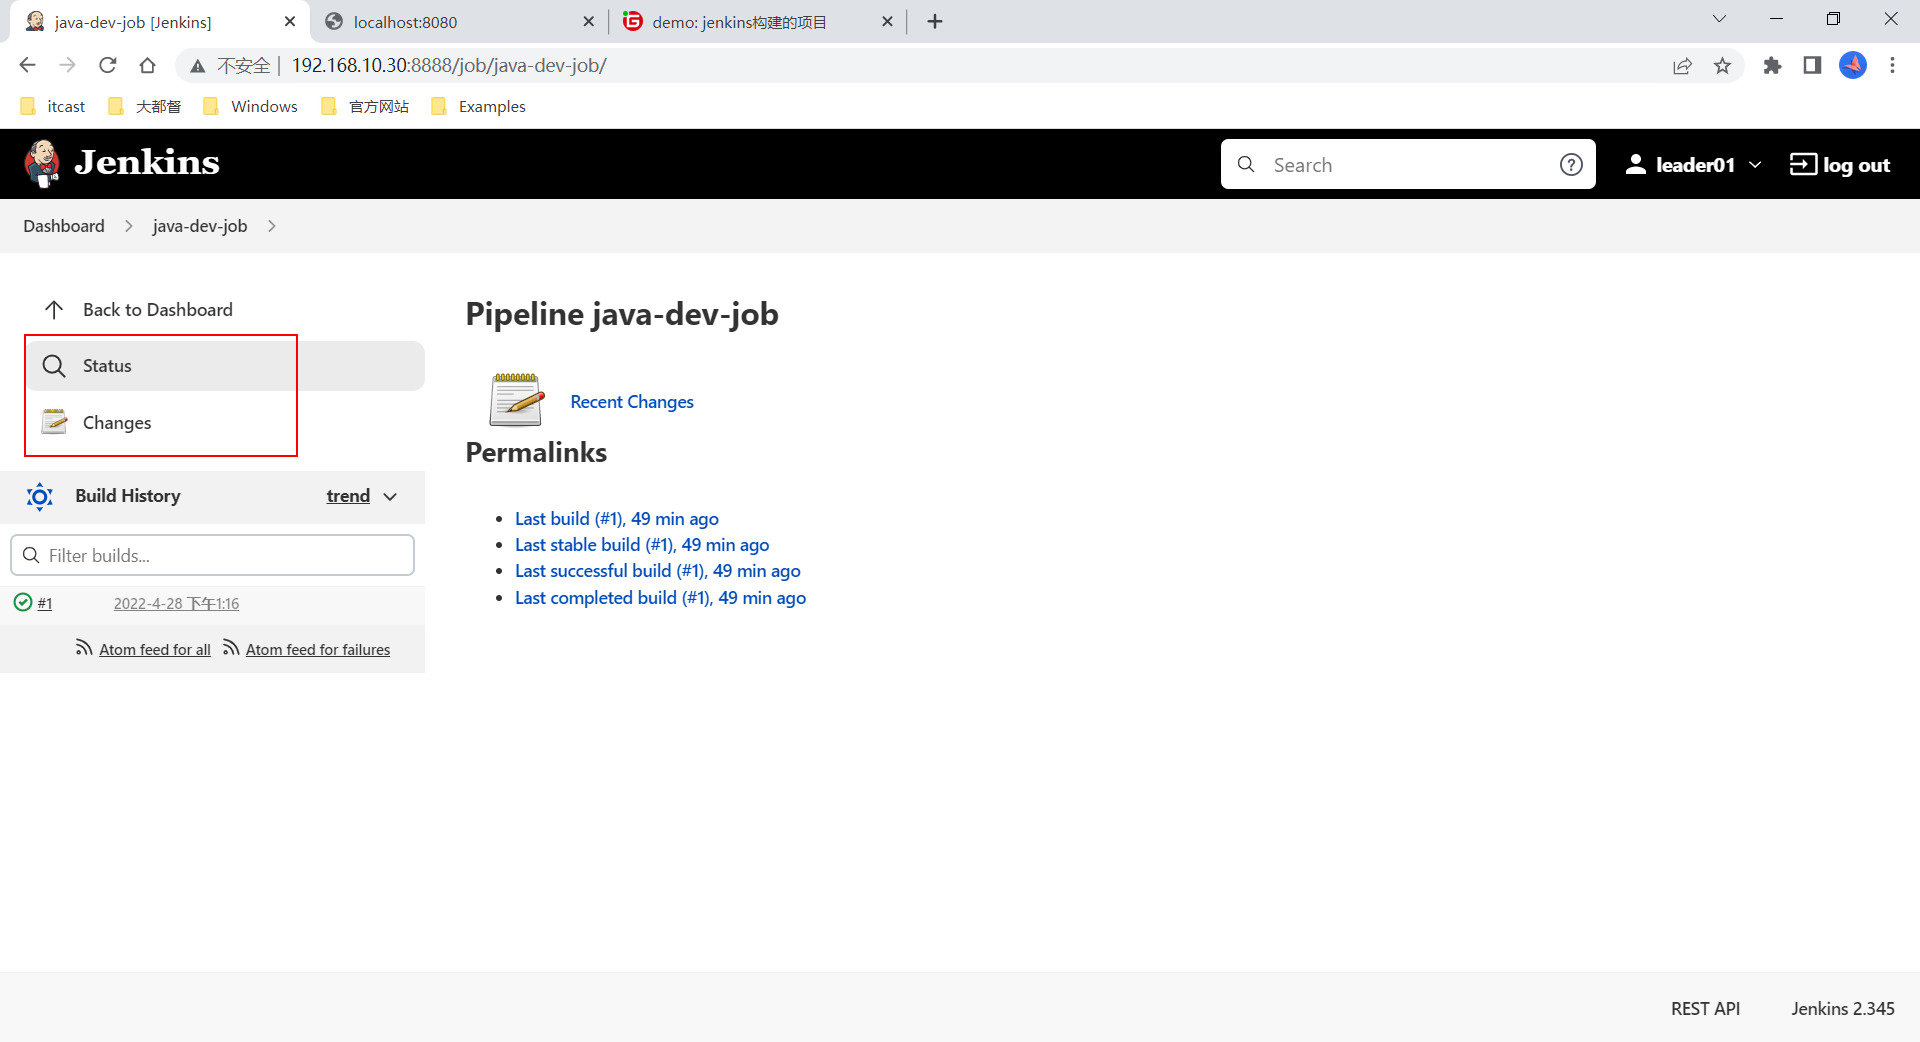 java-dev-job [Jenkins]
localhost:8080
demo: jenkins构建的项目
不安全 | 192.168.10.30:8888/job/java-dev-job/
itcast
大都督
Windows
官方网站
Examples
Jenkins
Search
leader01
log out
Dashboard
java-dev-job
Back to Dashboard
Status
Changes
Build History
trend
Filter builds...
#1
2022-4-28 下午1:16
Atom feed for all
Atom feed for failures
Pipeline java-dev-job
Recent Changes
Permalinks
Last build (#1), 49 min ago
Last stable build (#1), 49 min ago
Last successful build (#1), 49 min ago
Last completed build (#1), 49 min ago
REST API
Jenkins 2.345